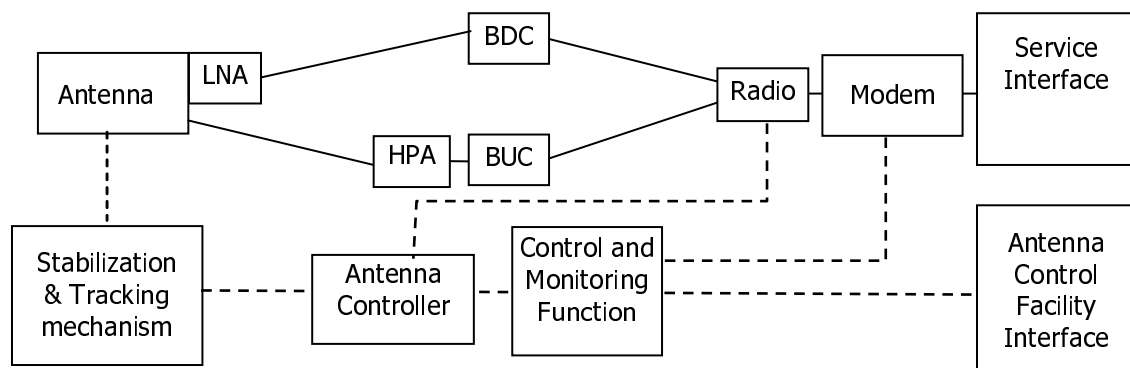 BDC
Service
Interface
LNA
Antenna
Radio
Modem
HPA
BUC
Stabilization
& Tracking
mechanism
Antenna
Controller
Control and
Monitoring
Function
Antenna
Control
Facility
Interface